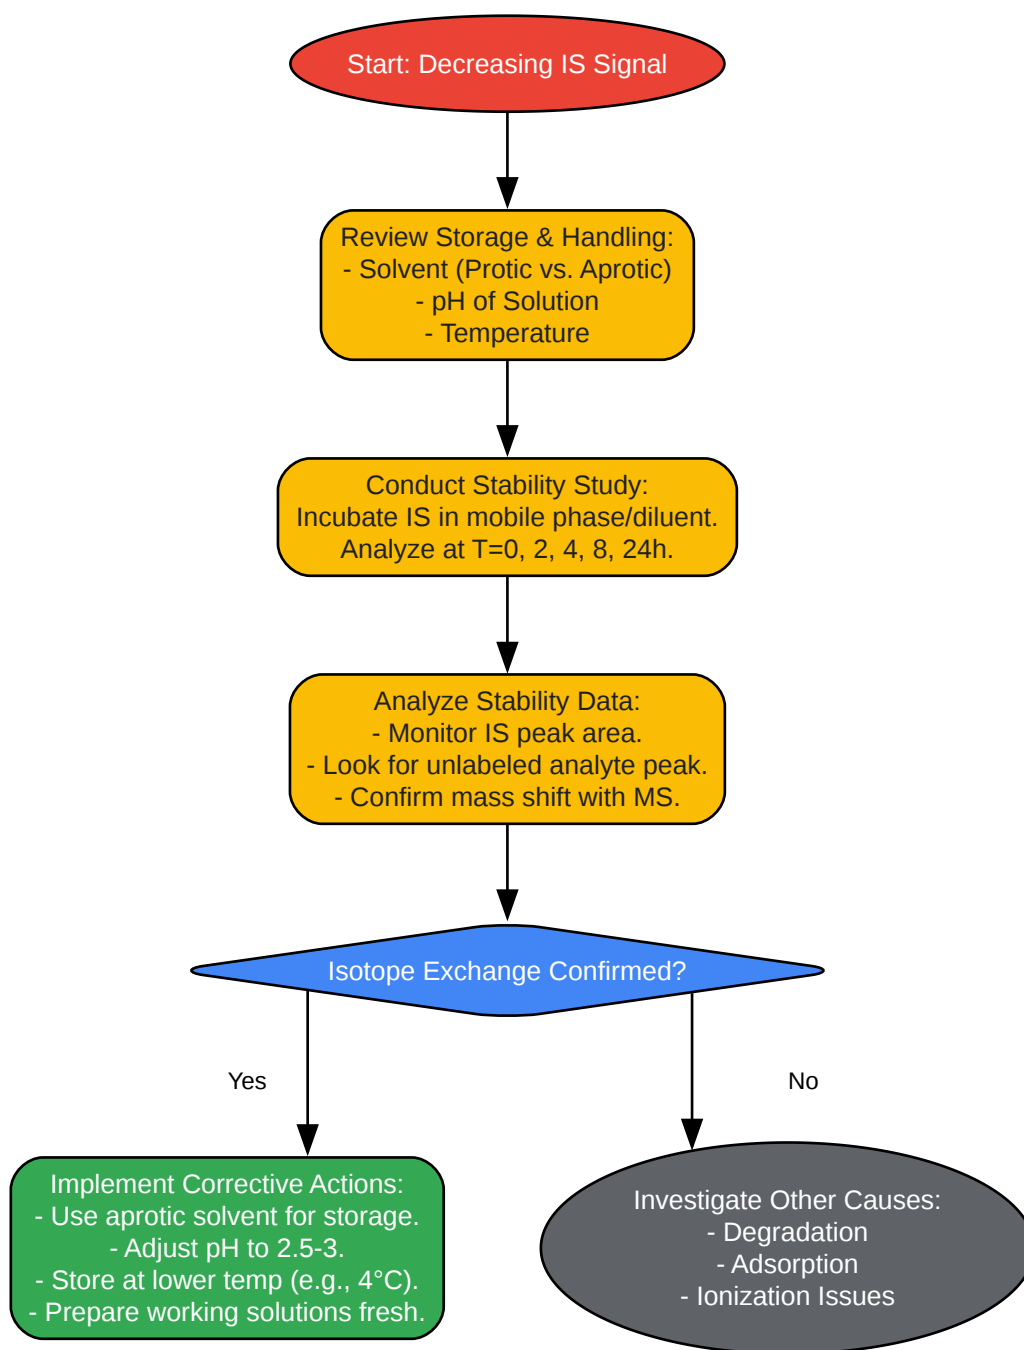 Start: Decreasing IS Signal
Review Storage & Handling:
- Solvent (Protic vs. Aprotic)
- pH of Solution
- Temperature
Conduct Stability Study:
Incubate IS in mobile phase/diluent.
Analyze at T=0, 2, 4, 8, 24h.
Analyze Stability Data:
- Monitor IS peak area.
- Look for unlabeled analyte peak.
- Confirm mass shift with MS.
Isotope Exchange Confirmed?
Yes
No
Implement Corrective Actions:
- Use aprotic solvent for storage.
- Adjust pH to 2.5-3.
- Store at lower temp (e.g., 4°C).
- Prepare working solutions fresh.
Investigate Other Causes:
- Degradation
- Adsorption
- Ionization Issues